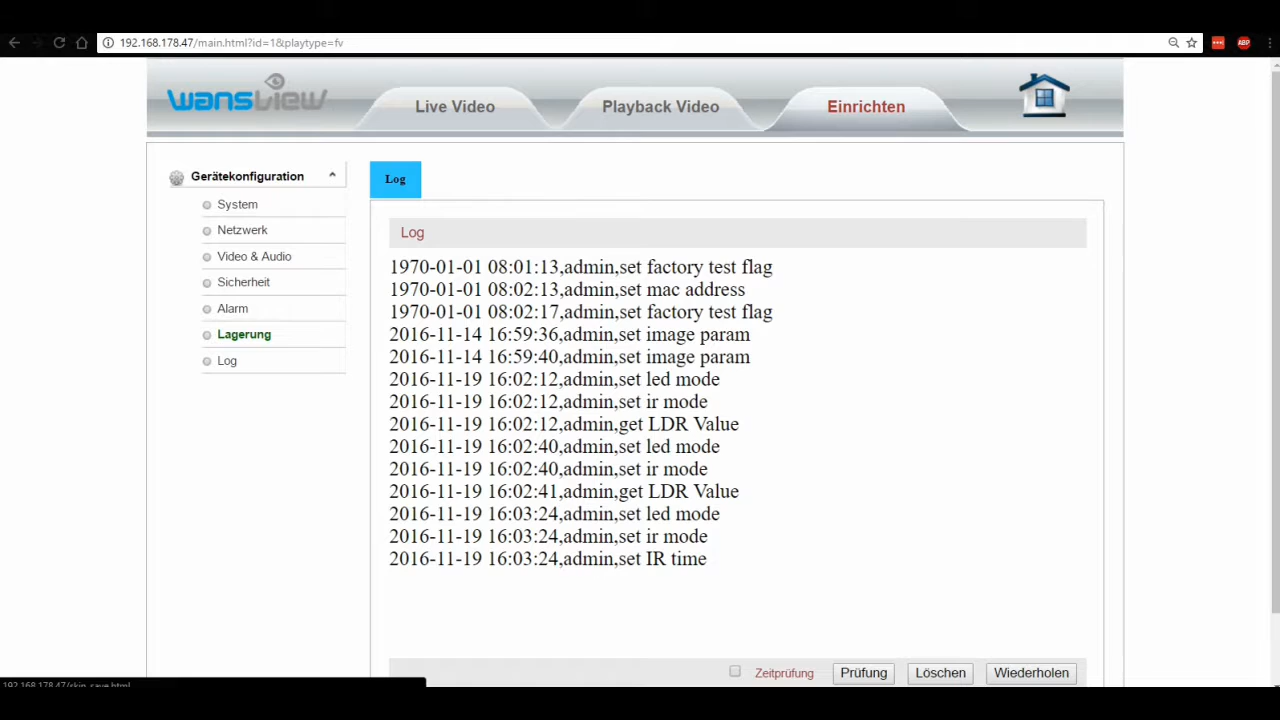 192.168.178.47/main.html?id=1&playtype=fv
ABP
wansview
Live Video
Playback Video
Einrichten
Gerätekonfiguration
System
Netzwerk
Video & Audio
Sicherheit
Alarm
Lagerung
Log
Log
Log
1970-01-01 08:01:13,admin,set factory test flag
1970-01-01 08:02:13,admin,set mac address
1970-01-01 08:02:17,admin,set factory test flag
2016-11-14 16:59:36,admin,set image param
2016-11-14 16:59:40,admin,set image param
2016-11-19 16:02:12,admin,set led mode
2016-11-19 16:02:12,admin,set ir mode
2016-11-19 16:02:12,admin,get LDR Value
2016-11-19 16:02:40,admin,set led mode
2016-11-19 16:02:40,admin,set ir mode
2016-11-19 16:02:41,admin,get LDR Value
2016-11-19 16:03:24,admin,set led mode
2016-11-19 16:03:24,admin,set ir mode
2016-11-19 16:03:24,admin,set IR time
Zeitprüfung
Prüfung
Löschen
Wiederholen